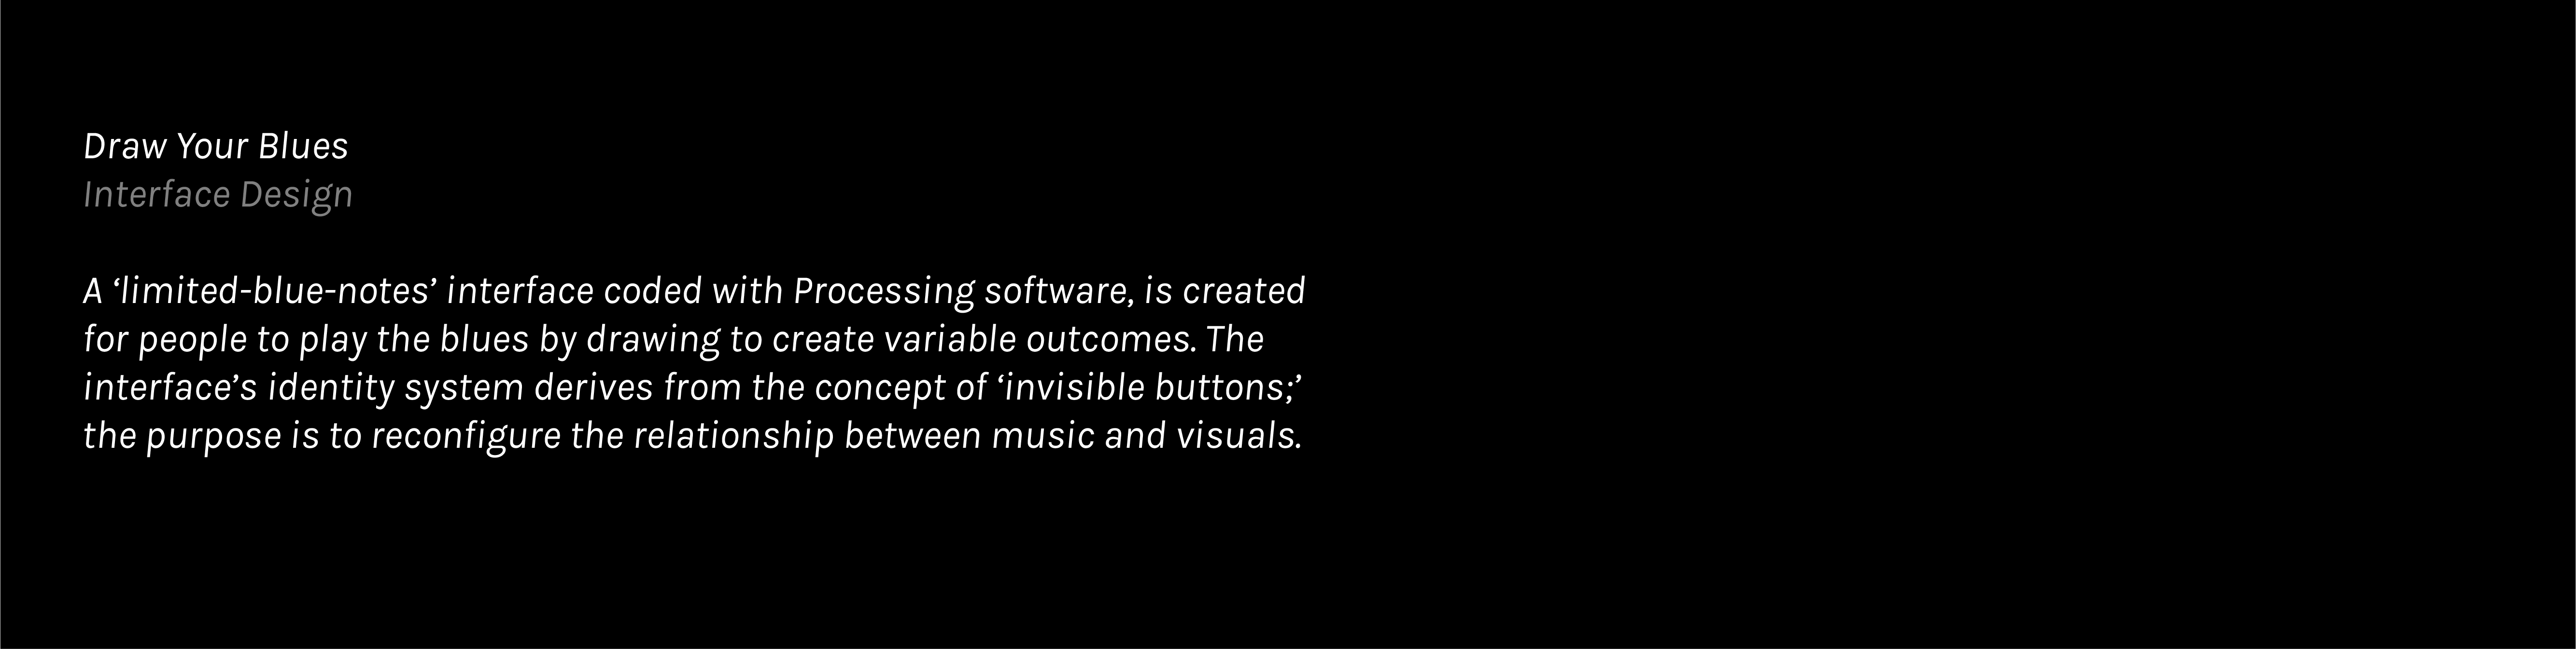 Draw Your Blues
Interface Design
A ‘limited-blue-notes’ interface coded with Processing software, is created
for people to play the blues by drawing to create variable outcomes. The
interface’s identity system derives from the concept of ‘invisible buttons;’
the purpose is to reconfigure the relationship between music and visuals.